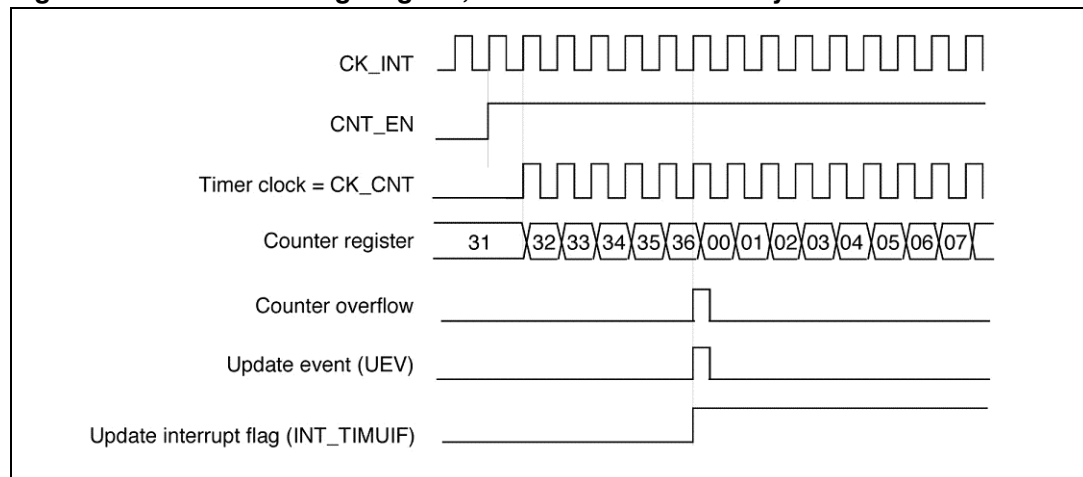 CK_INT
CNT_EN
Timer clock = CK_CNT
Counter register 31 32 33 34 35 36 00 01 02 03 04 05 06 07
Counter overflow
Update event (UEV)
Update interrupt flag (INT_TIMUIF)